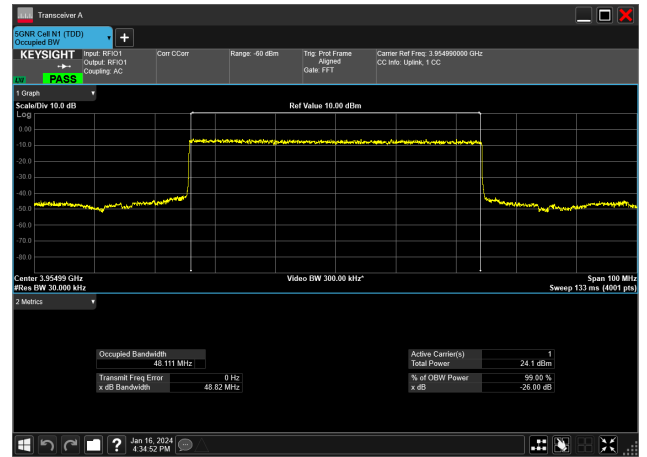 Transceiver A
5GNR Cell N1 (TDD)
Occupied BW
KEYSIGHT
LXI
PASS
Input: RFIO1
Output: RFIO1
Coupling: AC
Corr CCorr
Range: -60 dBm
Trig: Prot Frame
Aligned
Gate: FFT
Carrier Ref Freq: 3.954990000 GHz
CC Info: Uplink, 1 CC
1 Graph
Scale/Div 10.0 dB
Ref Value 10.00 dBm
Log
0.00
-10.0
-20.0
-30.0
-40.0
-50.0
-60.0
-70.0
-80.0
Center 3.95499 GHz
Video BW 300.00 kHz*
Span 100 MHz
#Res BW 30.000 kHz
Sweep 133 ms (4001 pts)
2 Metrics
Occupied Bandwidth
48.111 MHz
Active Carrier(s) 1
Total Power 24.1 dBm
Transmit Freq Error 0 Hz
x dB Bandwidth 48.82 MHz
% of OBW Power 99.00 %
x dB -26.00 dB
?
Jan 16, 2024
4:34:52 PM